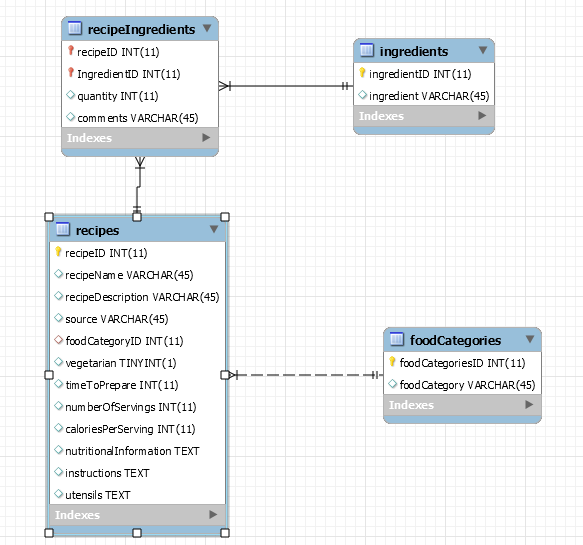 recipeIngredients
recipeID INT(11)
IngredientID INT(11)
quantity INT(11)
comments VARCHAR(45)
Indexes
ingredients
ingredientID INT(11)
ingredient VARCHAR(45)
Indexes
recipes
recipeID INT(11)
recipeName VARCHAR(45)
recipeDescription VARCHAR(45)
source VARCHAR(45)
foodCategoryID INT(11)
vegetarian TINYINT(1)
timeToPrepare INT(11)
numberOfServings INT(11)
caloriesPerServing INT(11)
nutritionalInformation TEXT
instructions TEXT
utensils TEXT
Indexes
foodCategories
foodCategoriesID INT(11)
foodCategory VARCHAR(45)
Indexes